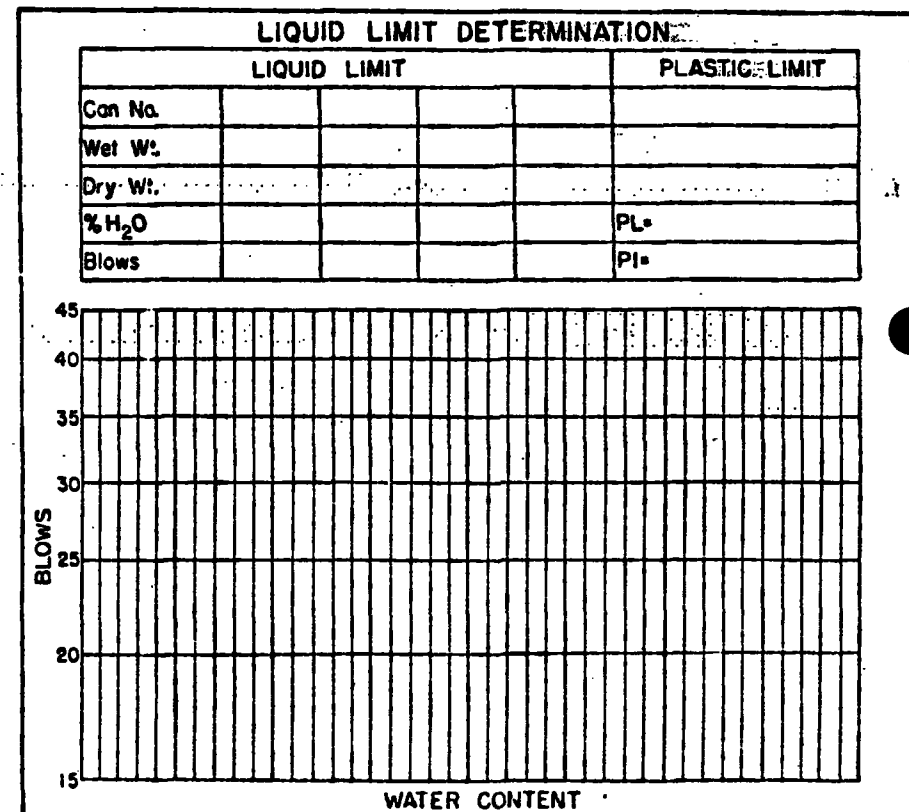 LIQUID LIMIT DETERMINATION
LIQUID LIMIT PLASTIC LIMIT
Can No.
Wet Wt.
Dry Wt.
% H₂O PL=
Blows PI=
45
40
35
30
25
20
15
BLOWS
WATER CONTENT